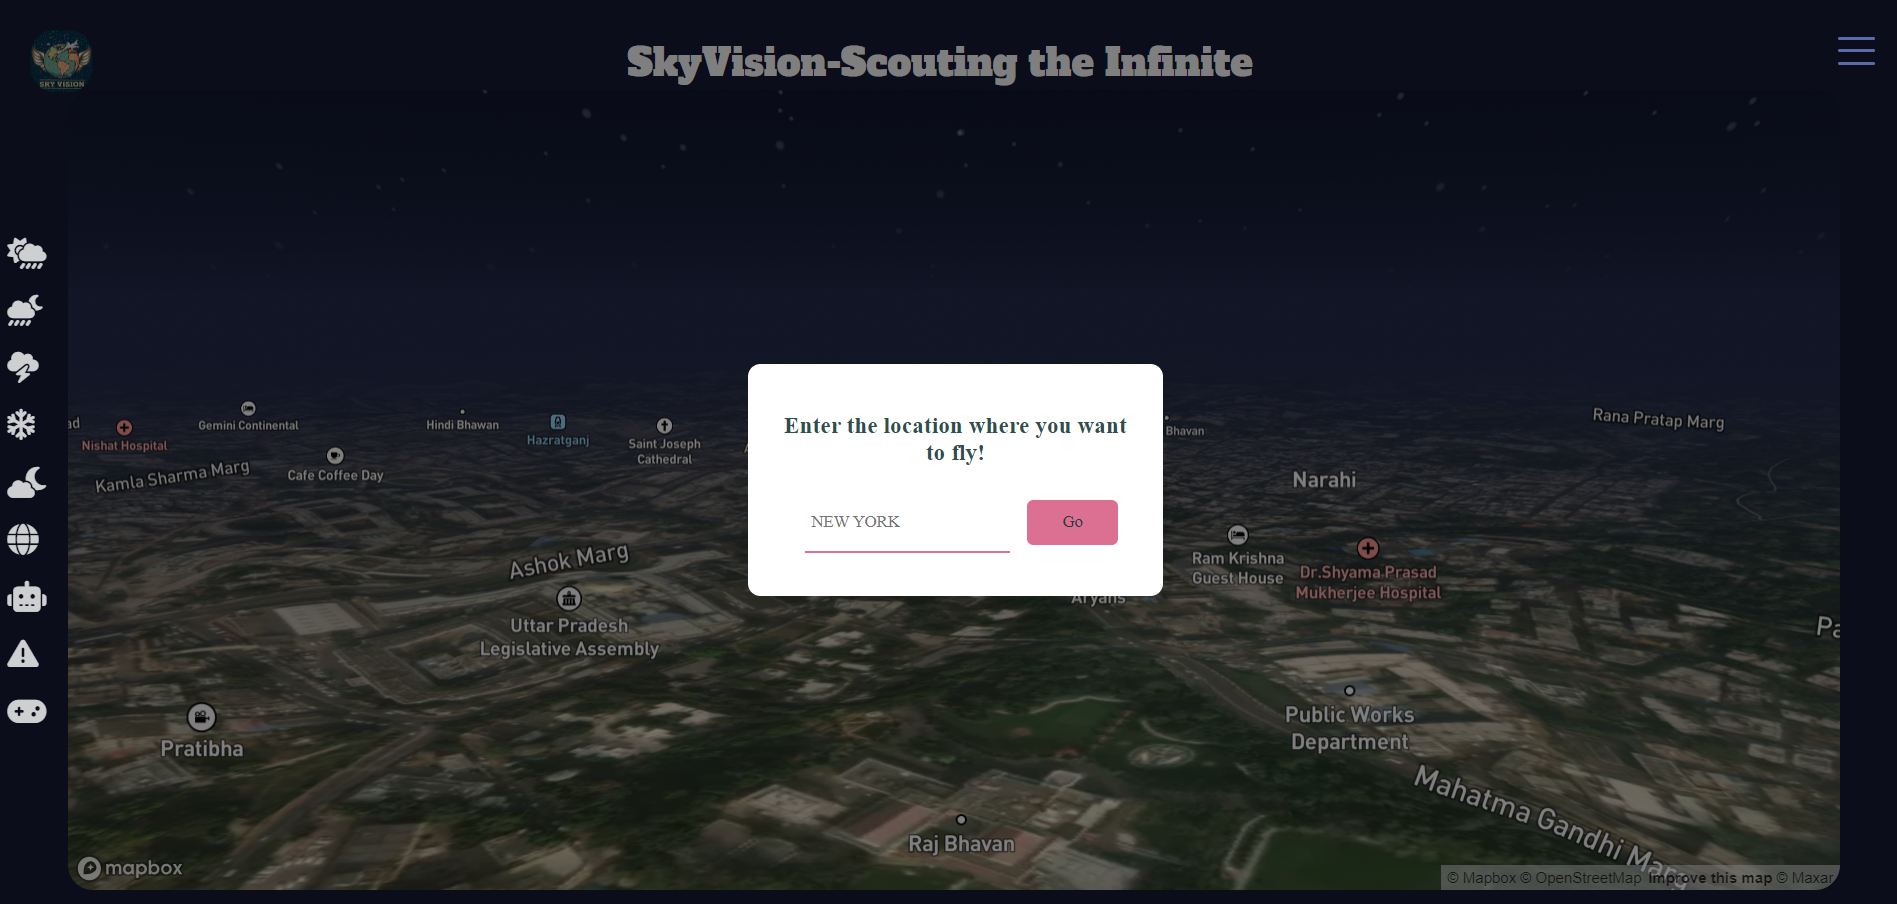 SKY VISION
SkyVision-Scouting the Infinite
ad
Nishat Hospital
Gemini Continental
Hindi Bhawan
Hazratganj
Saint Joseph
Cathedral
Bhavan
Rana Pratap Marg
Kamla Sharma Marg
Cafe Coffee Day
Enter the location where you want
to fly!
NEW YORK
Go
Narahi
Ashok Marg
Ram Krishna
Guest House
Dr.Shyama Prasad
Mukherjee Hospital
Aryans
Uttar Pradesh
Legislative Assembly
Pa
Pratibha
Public Works
Department
Mahatma Gandhi Marg
Raj Bhavan
mapbox
© Mapbox © OpenStreetMap Improve this map © Maxar